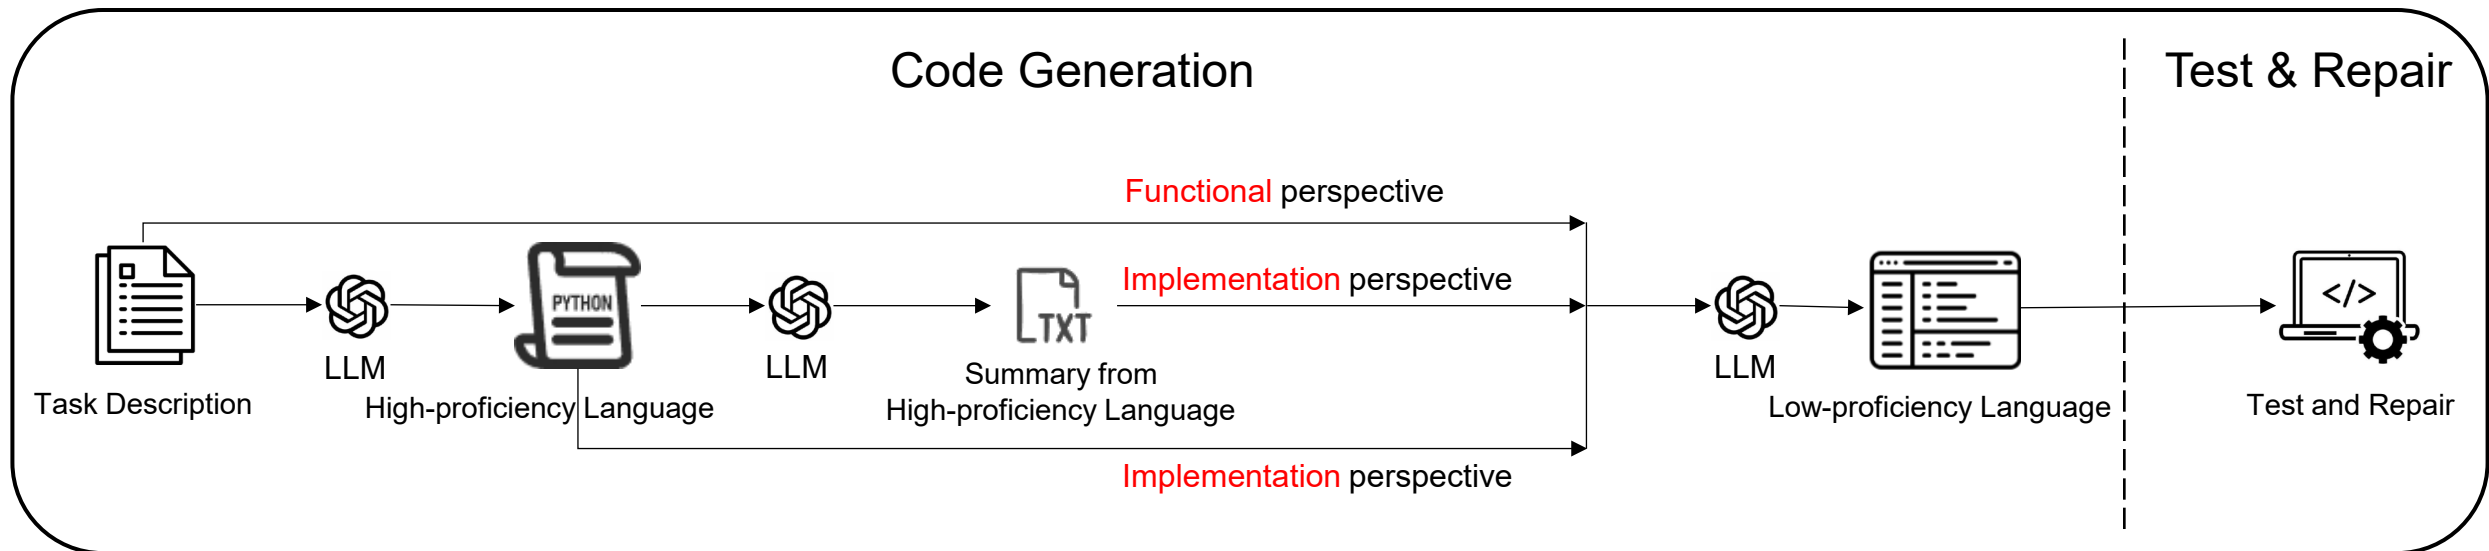 Code Generation
Test & Repair
Functional perspective
Implementation perspective
PYTHON
</>
TXT
LLM
LLM
LLM
Summary from
High-proficiency Language
Task Description
High-proficiency Language
Low-proficiency Language
Test and Repair
Implementation perspective